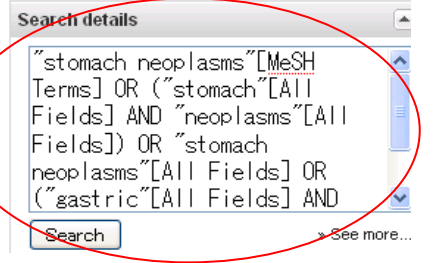 Search details
"stomach neoplasms"[MeSH
Terms] OR ("stomach"[All
Fields] AND "neoplasms"[All
Fields]) OR "stomach
neoplasms"[All Fields] OR
("gastric"[All Fields] AND
Search
» See more...